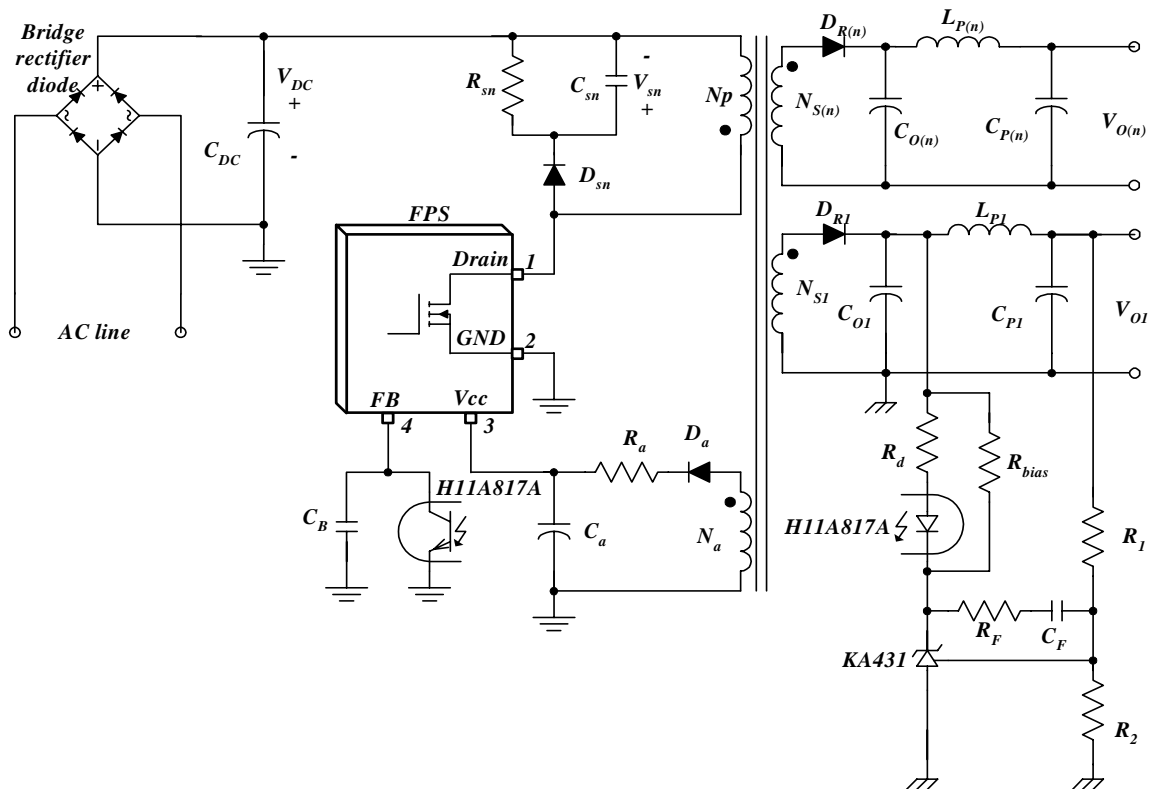 Bridge
rectifier
diode
+
~
~
-
V_DC
+
C_DC
-
AC line
R_sn
C_sn
-
V_sn
+
D_sn
Np
FPS
Drain
1
GND
2
FB
Vcc
4
3
H11A817A
C_B
R_a
D_a
C_a
N_a
D_R(n)
L_P(n)
N_S(n)
C_O(n)
C_P(n)
V_O(n)
D_R1
L_P1
N_S1
C_O1
C_P1
V_O1
R_d
R_bias
H11A817A
R_1
R_F
C_F
KA431
R_2